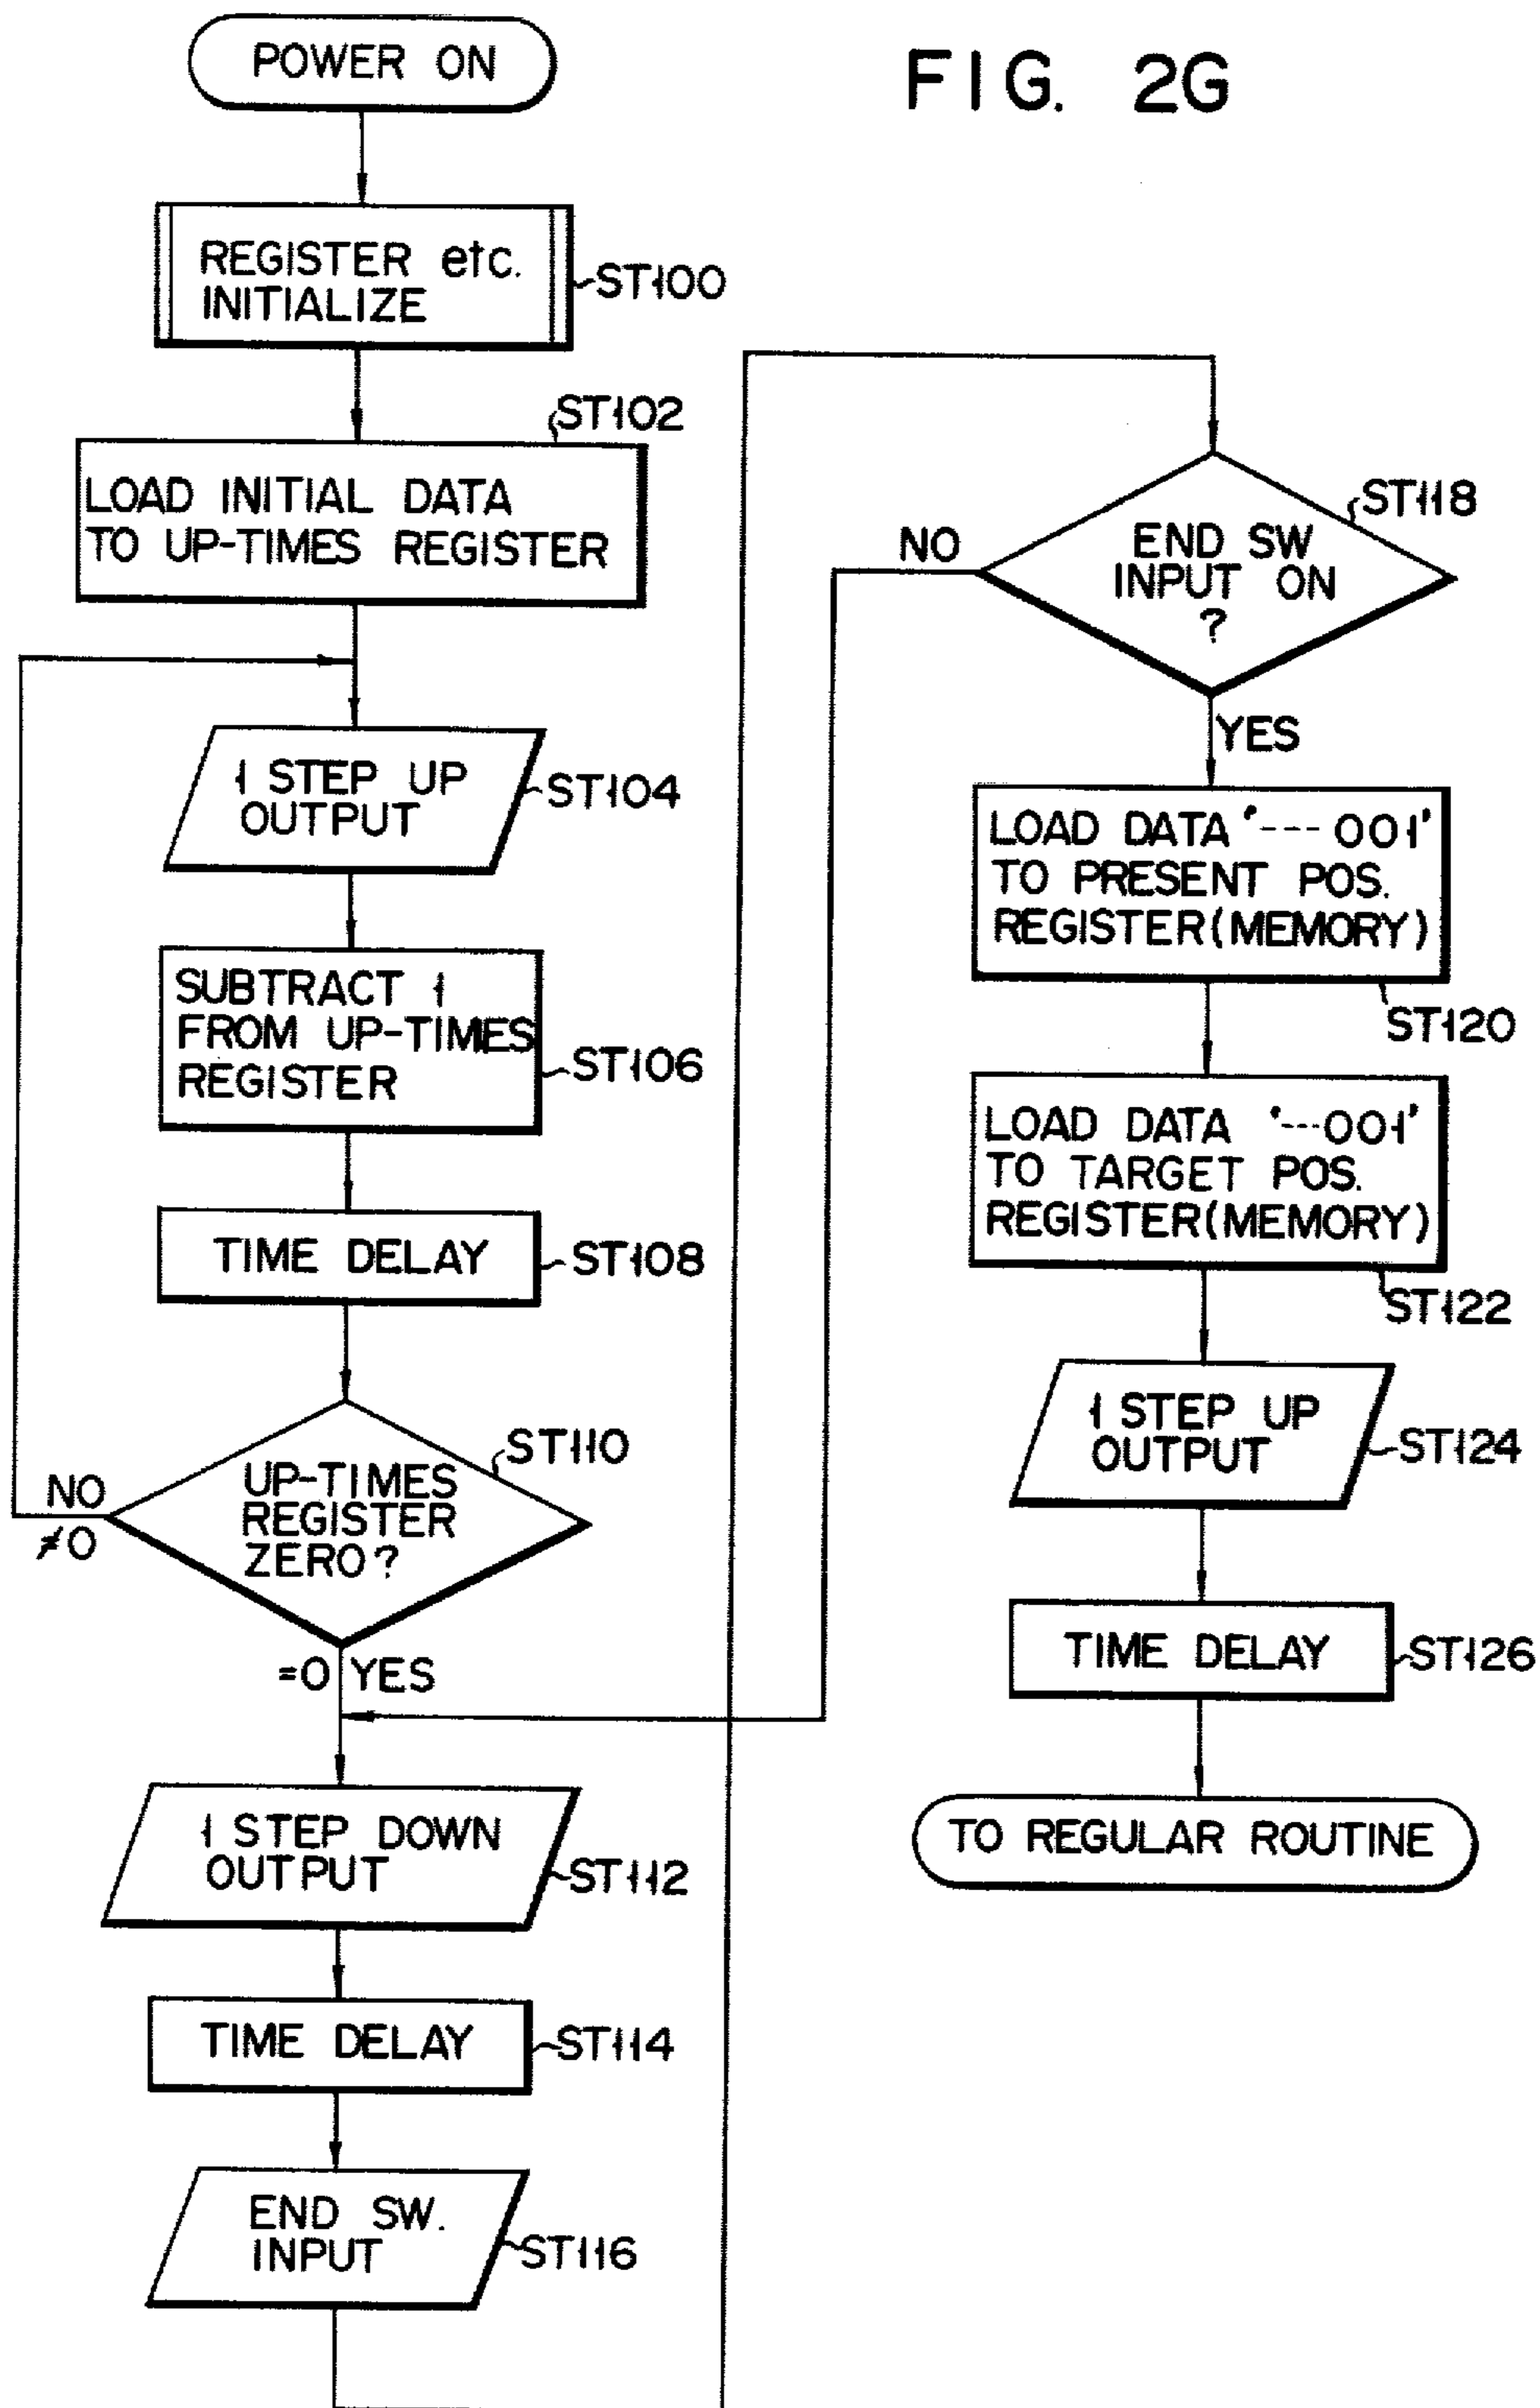 POWER ON
FIG. 2G
REGISTER etc.
INITIALIZE
ST100
ST102
LOAD INITIAL DATA
TO UP-TIMES REGISTER
1 STEP UP
OUTPUT
ST104
SUBTRACT 1
FROM UP-TIMES
REGISTER
ST106
TIME DELAY
ST108
ST110
UP-TIMES
REGISTER
ZERO?
NO
≠0
=0 YES
1 STEP DOWN
OUTPUT
ST112
TIME DELAY
ST114
END SW.
INPUT
ST116
ST118
END SW
INPUT ON
?
NO
YES
LOAD DATA '---001'
TO PRESENT POS.
REGISTER(MEMORY)
ST120
LOAD DATA '---001'
TO TARGET POS.
REGISTER(MEMORY)
ST122
1 STEP UP
OUTPUT
ST124
TIME DELAY
ST126
TO REGULAR ROUTINE